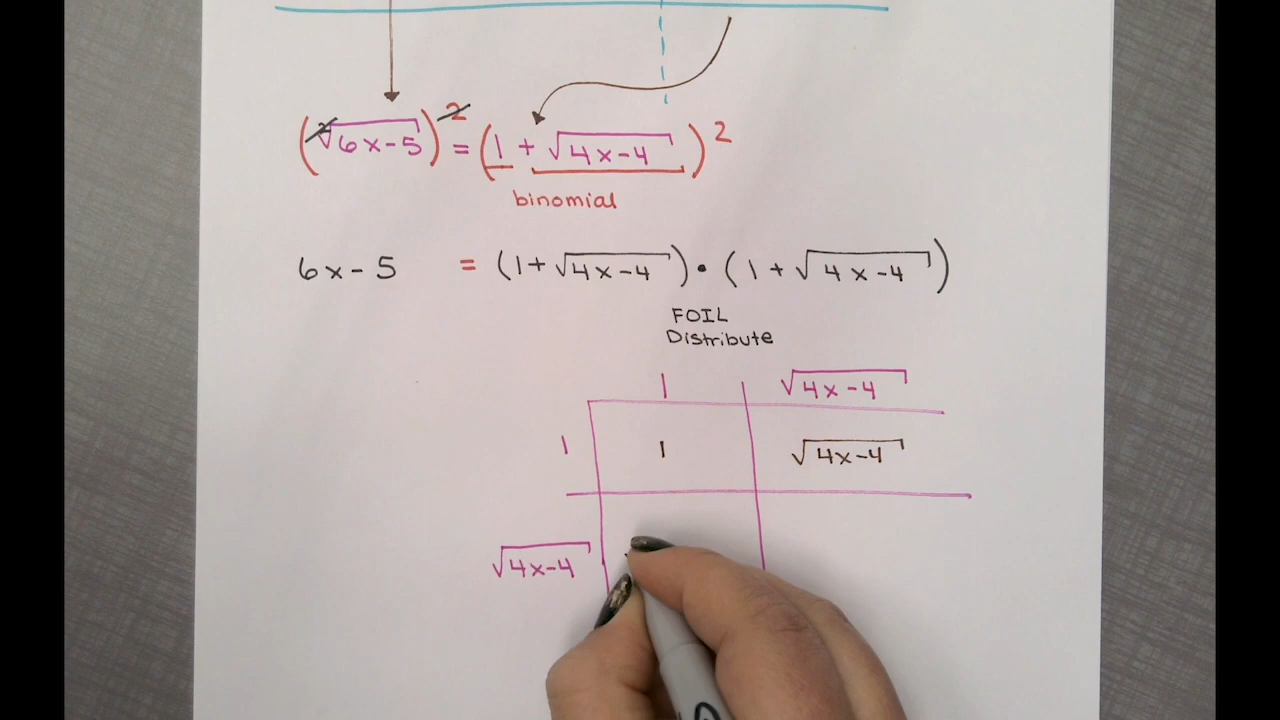 (²√6x-5)² = (1 + √4x-4)²
binomial
6x-5 = (1+√4x-4)·(1+√4x-4)
FOIL
Distribute
1 √4x-4
1 1 √4x-4
√4x-4